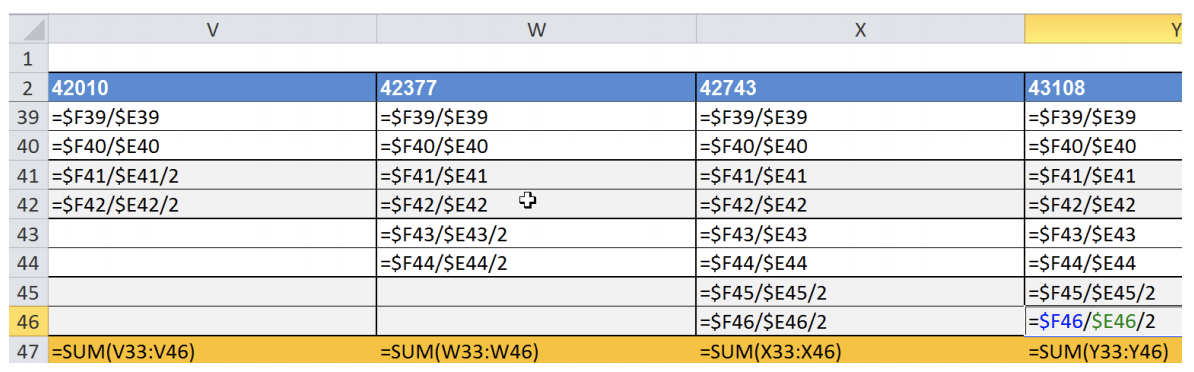 V W X Y
1
2 42010 42377 42743 43108
39 =$F39/$E39 =$F39/$E39 =$F39/$E39 =$F39/$E39
40 =$F40/$E40 =$F40/$E40 =$F40/$E40 =$F40/$E40
41 =$F41/$E41/2 =$F41/$E41 =$F41/$E41 =$F41/$E41
42 =$F42/$E42/2 =$F42/$E42 =$F42/$E42 =$F42/$E42
43 =$F43/$E43/2 =$F43/$E43 =$F43/$E43
44 =$F44/$E44/2 =$F44/$E44 =$F44/$E44
45 =$F45/$E45/2 =$F45/$E45/2
46 =$F46/$E46/2 =$F46/$E46/2
47 =SUM(V33:V46) =SUM(W33:W46) =SUM(X33:X46) =SUM(Y33:Y46)